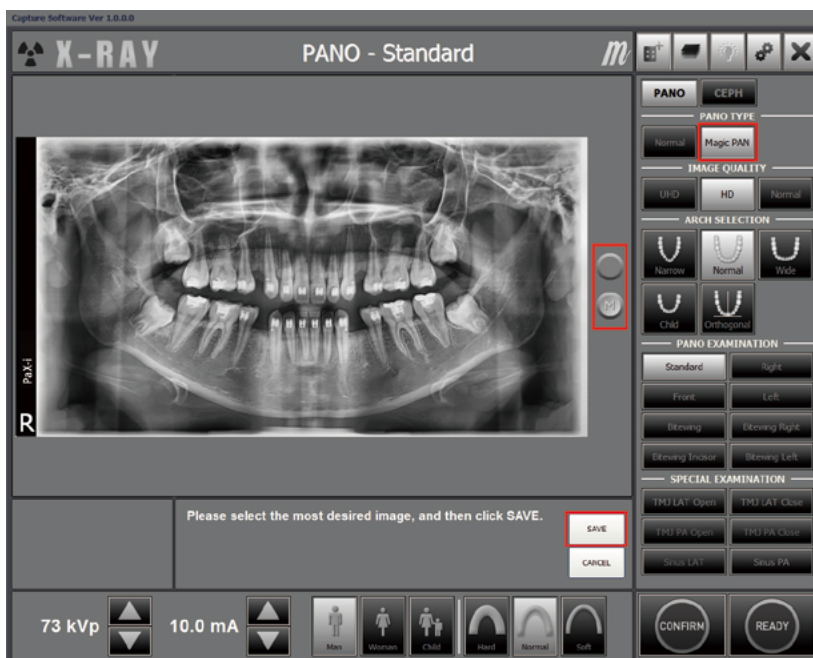 Capture Software Ver 1.0.0.0
X-RAY
PANO - Standard
m
PANO CEPH
PANO TYPE
Normal Magic PAN
IMAGE QUALITY
UHD HD Normal
ARCH SELECTION
Narrow Normal Wide
Child Orthogonal
PANO EXAMINATION
Standard Right
Front Left
Bitewing Bitewing Right
Bitewing Incisor Bitewing Left
SPECIAL EXAMINATION
TMJ LAT Open TMJ LAT Close
TMJ PA Open TMJ PA Close
Sinus LAT Sinus PA
M
PaX-i
R
Please select the most desired image, and then click SAVE.
SAVE
CANCEL
73 kVp 10.0 mA
Man Woman Child Hard Normal Soft
CONFIRM READY